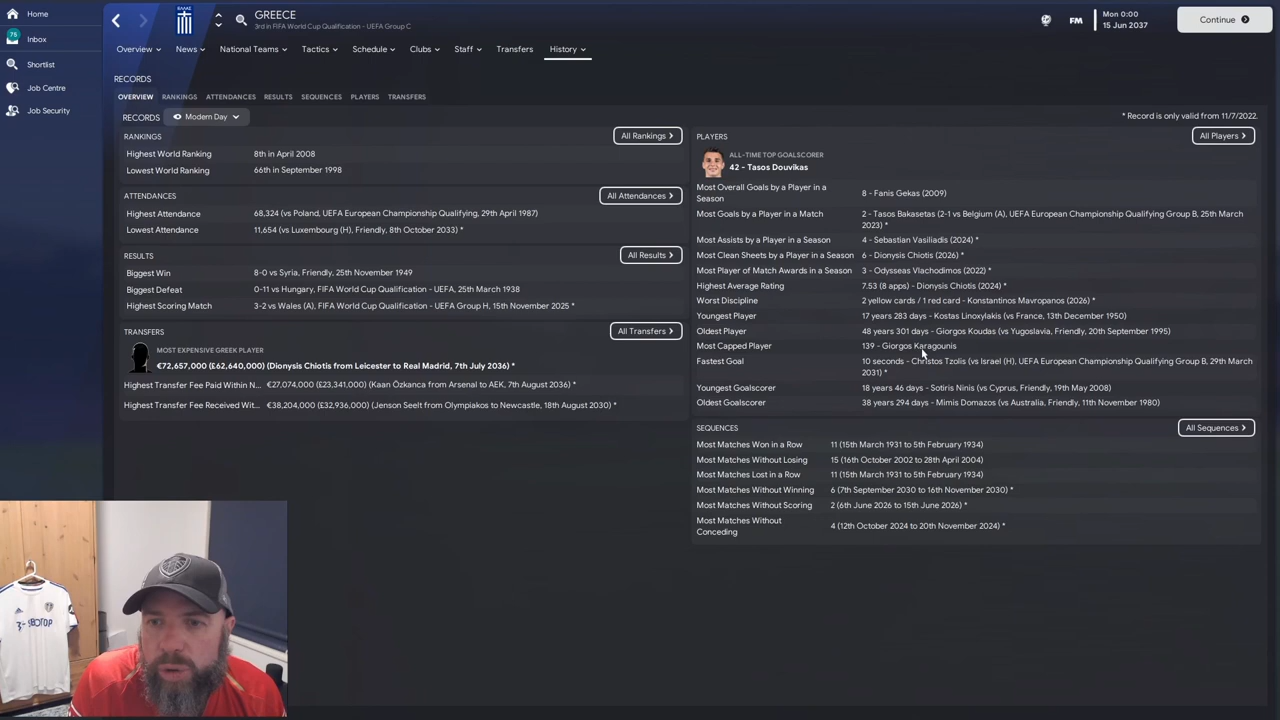 GREECE
3rd in FIFA World Cup Qualification - UEFA Group C
FM
Mon 0:00
15 Jun 2037
Continue
Home
75
Inbox
Shortlist
Job Centre
Job Security
Overview
News
National Teams
Tactics
Schedule
Clubs
Staff
Transfers
History
RECORDS
OVERVIEW RANKINGS ATTENDANCES RESULTS SEQUENCES PLAYERS TRANSFERS
RECORDS Modern Day
* Record is only valid from 11/7/2022.
RANKINGS All Rankings >
Highest World Ranking 8th in April 2008
Lowest World Ranking 66th in September 1998
ATTENDANCES All Attendances >
Highest Attendance 68,324 (vs Poland, UEFA European Championship Qualifying, 29th April 1987)
Lowest Attendance 11,654 (vs Luxembourg (H), Friendly, 8th October 2033) *
RESULTS All Results >
Biggest Win 8-0 vs Syria, Friendly, 25th November 1949
Biggest Defeat 0-11 vs Hungary, FIFA World Cup Qualification - UEFA, 25th March 1938
Highest Scoring Match 3-2 vs Wales (A), FIFA World Cup Qualification - UEFA Group H, 15th November 2025 *
TRANSFERS All Transfers >
MOST EXPENSIVE GREEK PLAYER
€72,657,000 (£62,640,000) (Dionysis Chiotis from Leicester to Real Madrid, 7th July 2036) *
Highest Transfer Fee Paid Within N... €27,074,000 (£23,341,000) (Kaan Özkanca from Arsenal to AEK, 7th August 2036) *
Highest Transfer Fee Received Wit... €38,204,000 (£32,936,000) (Jenson Seelt from Olympiakos to Newcastle, 18th August 2030) *
PLAYERS All Players >
ALL-TIME TOP GOALSCORER
42 - Tasos Douvikas
Most Overall Goals by a Player in a
Season
8 - Fanis Gekas (2009)
Most Goals by a Player in a Match 2 - Tasos Bakasetas (2-1 vs Belgium (A), UEFA European Championship Qualifying Group B, 25th March
2023) *
Most Assists by a Player in a Season 4 - Sebastian Vasiliadis (2024) *
Most Clean Sheets by a Player in a Season 6 - Dionysis Chiotis (2026) *
Most Player of Match Awards in a Season 3 - Odysseas Vlachodimos (2022) *
Highest Average Rating 7.53 (8 apps) - Dionysis Chiotis (2024) *
Worst Discipline 2 yellow cards / 1 red card - Konstantinos Mavropanos (2026) *
Youngest Player 17 years 283 days - Kostas Linoxylakis (vs France, 13th December 1950)
Oldest Player 48 years 301 days - Giorgos Koudas (vs Yugoslavia, Friendly, 20th September 1995)
Most Capped Player 139 - Giorgos Karagounis
Fastest Goal 10 seconds - Christos Tzolis (vs Israel (H), UEFA European Championship Qualifying Group B, 29th March
2031) *
Youngest Goalscorer 18 years 46 days - Sotiris Ninis (vs Cyprus, Friendly, 19th May 2008)
Oldest Goalscorer 38 years 294 days - Mimis Domazos (vs Australia, Friendly, 11th November 1980)
SEQUENCES All Sequences >
Most Matches Won in a Row 11 (15th March 1931 to 5th February 1934)
Most Matches Without Losing 15 (16th October 2002 to 28th April 2004)
Most Matches Lost in a Row 11 (15th March 1931 to 5th February 1934)
Most Matches Without Winning 6 (7th September 2030 to 16th November 2030) *
Most Matches Without Scoring 2 (6th June 2026 to 15th June 2026) *
Most Matches Without
Conceding
4 (12th October 2024 to 20th November 2024) *